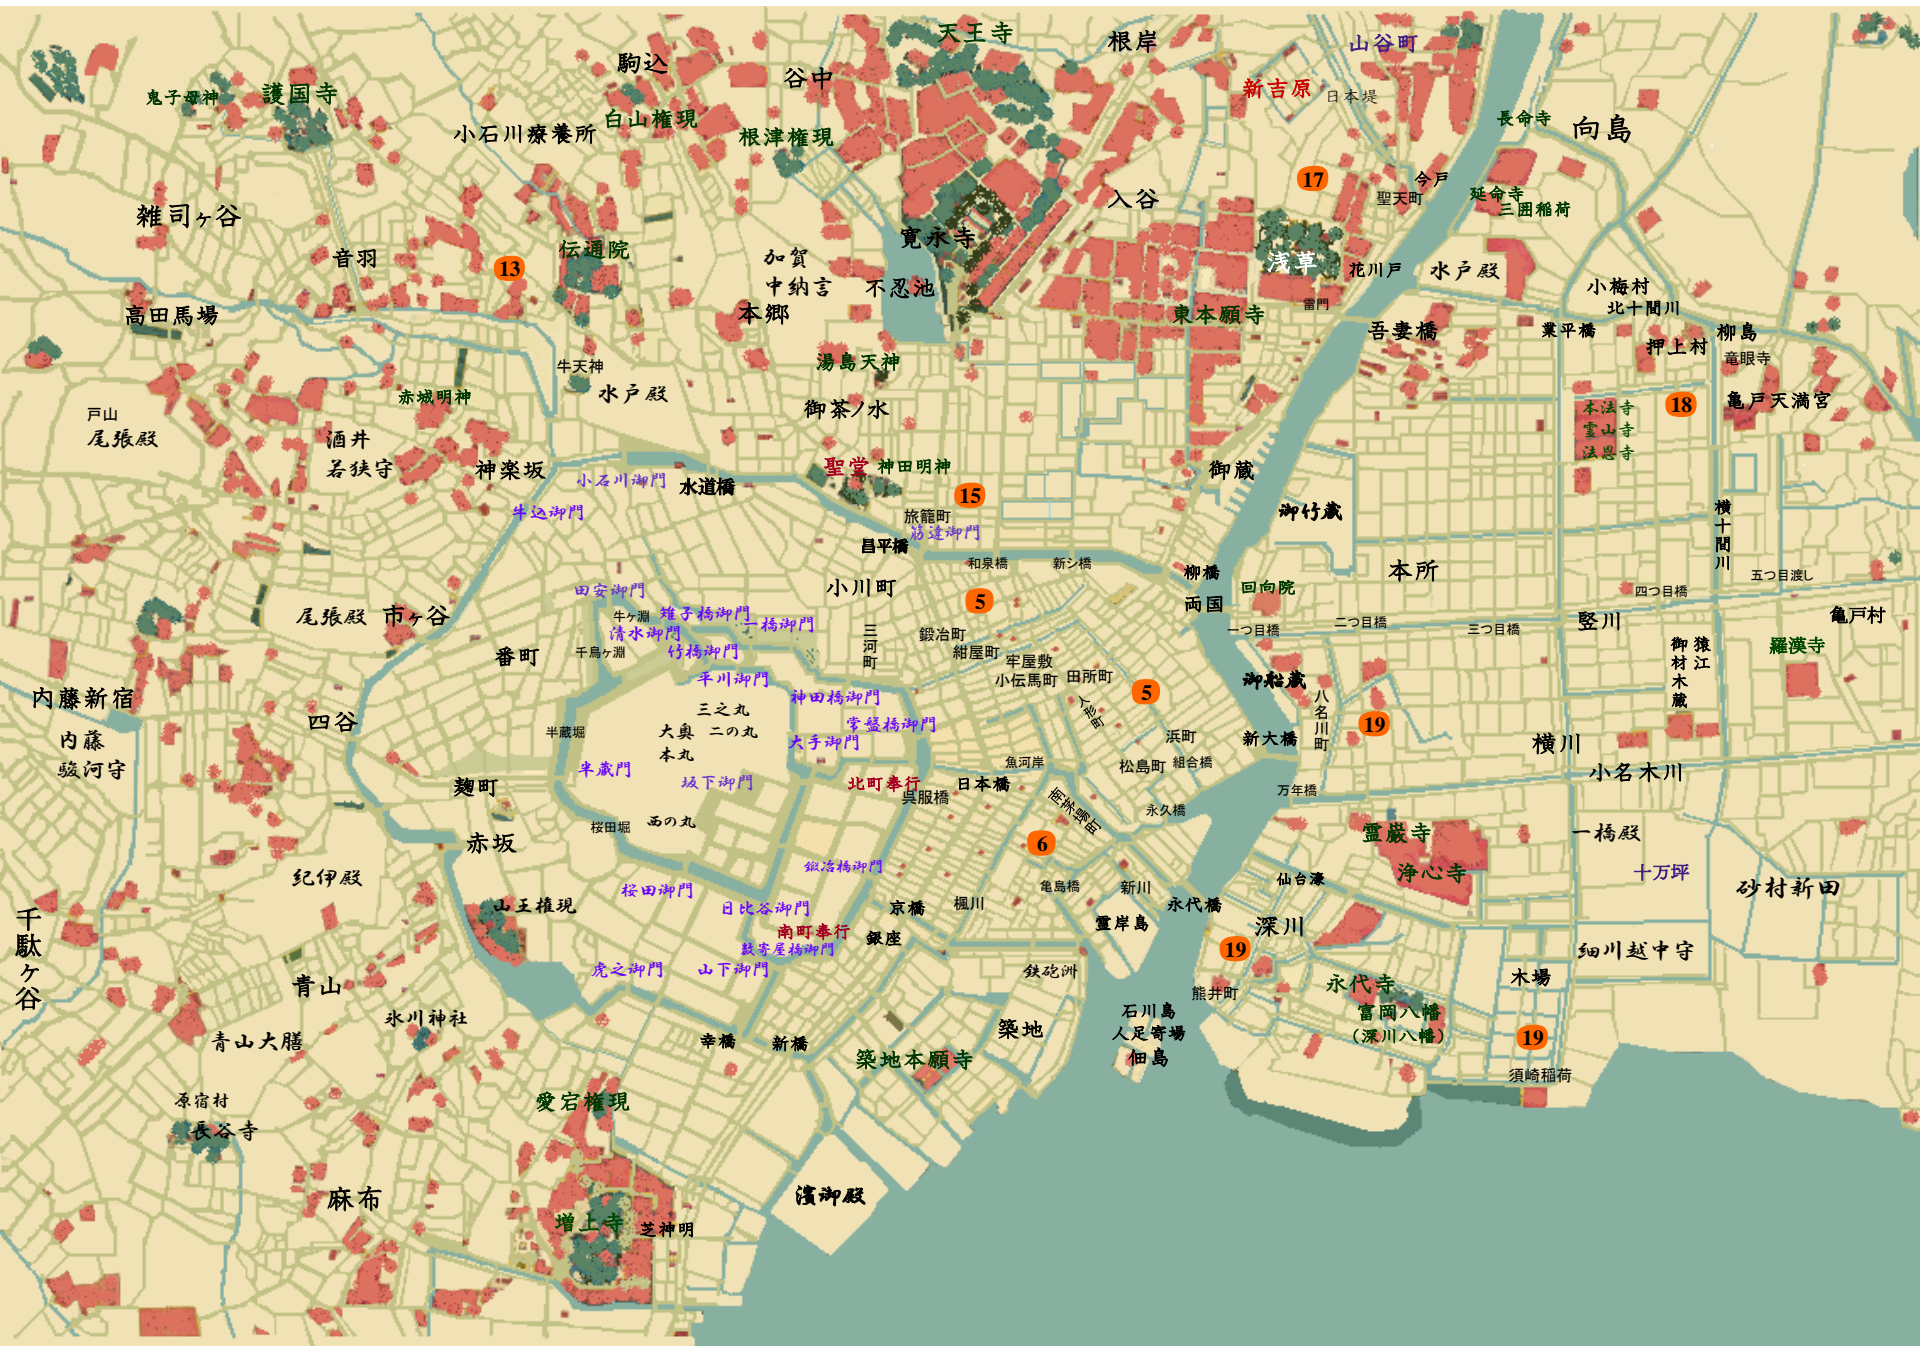 天王寺
根岸
山谷町
駒込
谷中
新吉原
日本堤
鬼子母神
護国寺
小石川療養所
白山権現
根津権現
長命寺
向島
17
今戸
聖天町
延命寺
三囲稲荷
入谷
雑司ヶ谷
音羽
13
伝通院
加賀
中納言
本郷
寛永寺
不忍池
浅草
花川戸
水戸殿
雷門
東本願寺
吾妻橋
小梅村
北十間川
業平橋
押上村
柳島
竜眼寺
亀戸天満宮
高田馬場
牛天神
水戸殿
赤城明神
湯島天神
御茶ノ水
戸山
尾張殿
酒井
若狭守
神楽坂
小石川御門
水道橋
牛込御門
聖堂
神田明神
15
旅籠町
筋違御門
昌平橋
和泉橋
新シ橋
御蔵
御竹蔵
本法寺
霊山寺
法恩寺
18
横十間川
柳橋
両国
回向院
本所
五つ目渡し
四つ目橋
一つ目橋
二つ目橋
三つ目橋
竪川
亀戸村
小川町
5
田安御門
牛ヶ淵
雉子橋御門
一橋御門
清水御門
竹橋御門
千鳥ヶ淵
三河町
鍛冶町
紺屋町
牢屋敷
小伝馬町
田所町
人形町
5
尾張殿
市ヶ谷
番町
平川御門
神田橋御門
常盤橋御門
大手御門
三之丸
大奥
二の丸
本丸
半蔵堀
半蔵門
坂下御門
西の丸
桜田堀
北町奉行
呉服橋
日本橋
魚河岸
浜町
松島町
組合橋
南茅場町
永久橋
新大橋
御船蔵
八名川町
19
御材木蔵
猿江
羅漢寺
横川
小名木川
万年橋
内藤新宿
内藤
駿河守
四谷
麹町
赤坂
紀伊殿
山王権現
桜田御門
鍛冶橋御門
日比谷御門
南町奉行
数寄屋橋御門
虎之御門
山下御門
京橋
銀座
楓川
6
亀島橋
新川
霊岸島
永代橋
霊巌寺
浄心寺
仙台濠
深川
19
一橋殿
十万坪
砂村新田
細川越中守
木場
千駄ヶ谷
青山
青山大膳
氷川神社
幸橋
新橋
鉄砲洲
築地
築地本願寺
石川島
人足寄場
佃島
熊井町
永代寺
富岡八幡
(深川八幡)
19
須崎稲荷
原宿村
長谷寺
愛宕権現
麻布
増上寺
芝神明
濱御殿